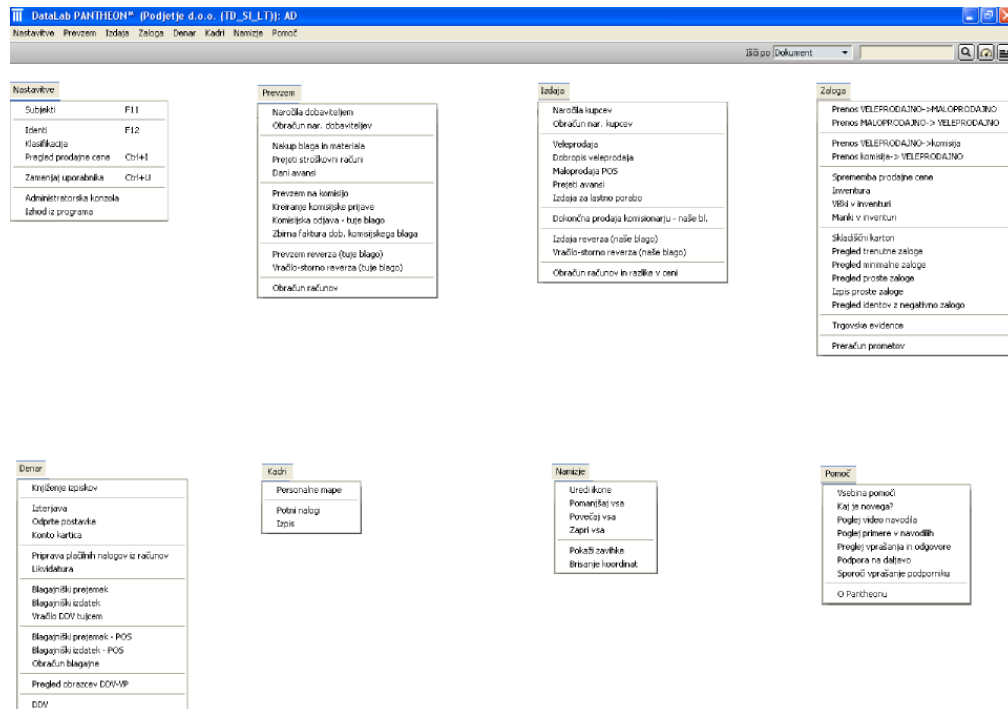 DataLab PANTHEON™ (Podjetje d.o.o. (TD_SI_LT)): AD
Nastavitve Prevzem Izdaja Zaloga Denar Kadri Namizje Pomoč
Išči po Dokument
Nastavitve
Subjekti F11
Identi F12
Klasifikacija
Pregled prodajne cene Ctrl+I
Zamenjaj uporabnika Ctrl+U
Administratorska konzola
Izhod iz programa
Prevzem
Naročila dobaviteljem
Obračun nar. dobaviteljev
Nakup blaga in materiala
Prejeti stroškovni računi
Dani avansi
Prevzem na komisijo
Kreiranje komisijske prijave
Komisijska odjava - tuje blago
Zbirna faktura dob. komisijskega blaga
Prevzem reverza (tuje blago)
Vračilo-storno reverza (tuje blago)
Obračun računov
Izdaja
Naročila kupcev
Obračun nar. kupcev
Veleprodaja
Dobropis veleprodaja
Maloprodaja POS
Prejeti avansi
Izdaja za lastno porabo
Dokončna prodaja komisionarju - naše bl.
Izdaja reverza (naše blago)
Vračilo-storno reverza (naše blago)
Obračun računov in razlike v ceni
Zaloga
Prenos VELEPRODAJNO->MALOPRODAJNO
Prenos MALOPRODAJNO-> VELEPRODAJNO
Prenos VELEPRODAJNO->komisija
Prenos komisija-> VELEPRODAJNO
Sprememba prodajne cene
Inventura
Viški v inventuri
Manki v inventuri
Skladiščni karton
Pregled trenutne zaloge
Pregled minimalne zaloge
Pregled proste zaloge
Izpis proste zaloge
Pregled identov z negativno zalogo
Trgovske evidence
Preračun prometov
Denar
Knjiženje izpiskov
Izterjava
Odprte postavke
Konto kartica
Priprava plačilnih nalogov iz računov
Likvidatura
Blagajniški prejemek
Blagajniški izdatek
Vračilo DDV tujcem
Blagajniški prejemek - POS
Blagajniški izdatek - POS
Obračun blagajne
Pregled obrazcev DDV-VP
DDV
Kadri
Personalne mape
Potni nalogi
Izpis
Namizje
Uredi ikone
Pomanjšaj vsa
Povečaj vsa
Zapri vsa
Pokaži zavihke
Brisanje koordinat
Pomoč
Vsebina pomoči
Kaj je novega?
Poglej video navodila
Poglej primere v navodilih
Preglej vprašanja in odgovore
Podpora na daljavo
Sporoči vprašanje podporniku
O Pantheonu